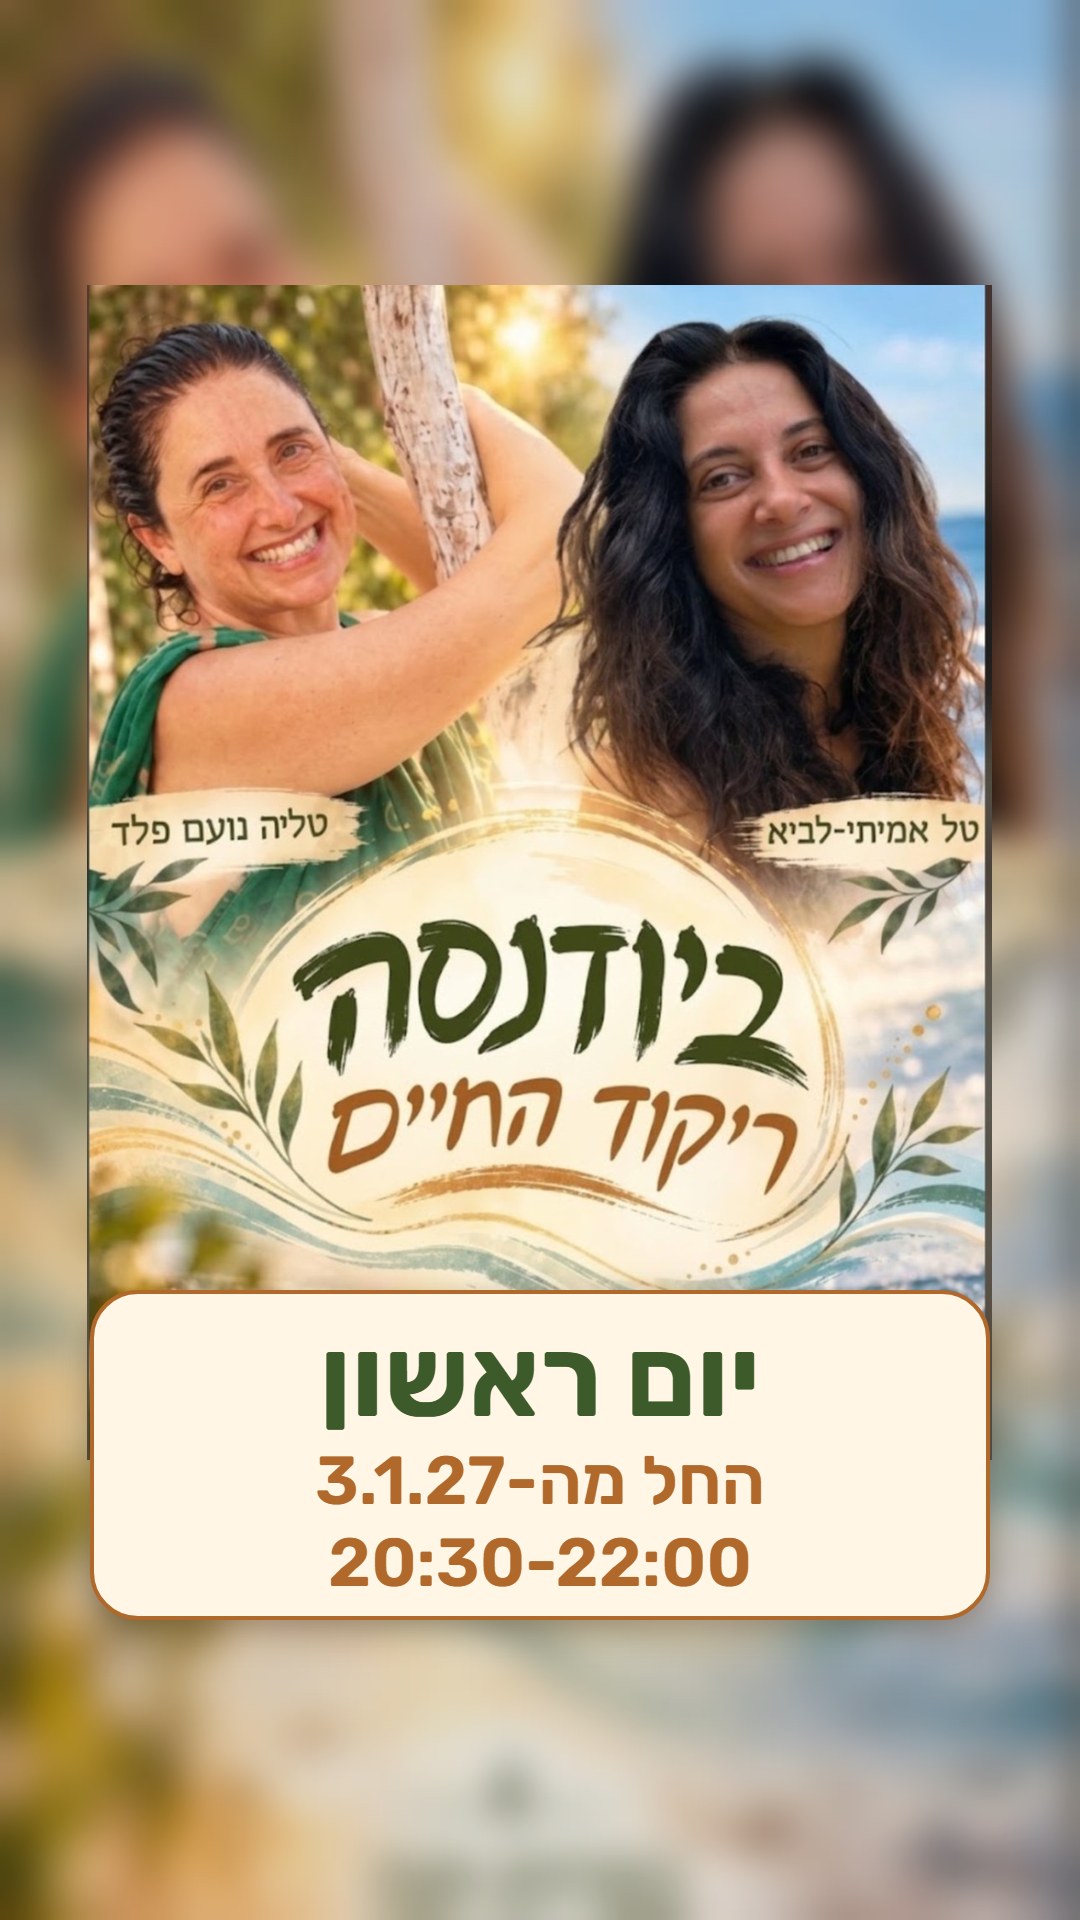 טל אמיתי-לביא
טליה נועם פלד
ביודנסה
ריקוד החיים
יום ראשון
החל מה-3.1.27
20:30-22:00